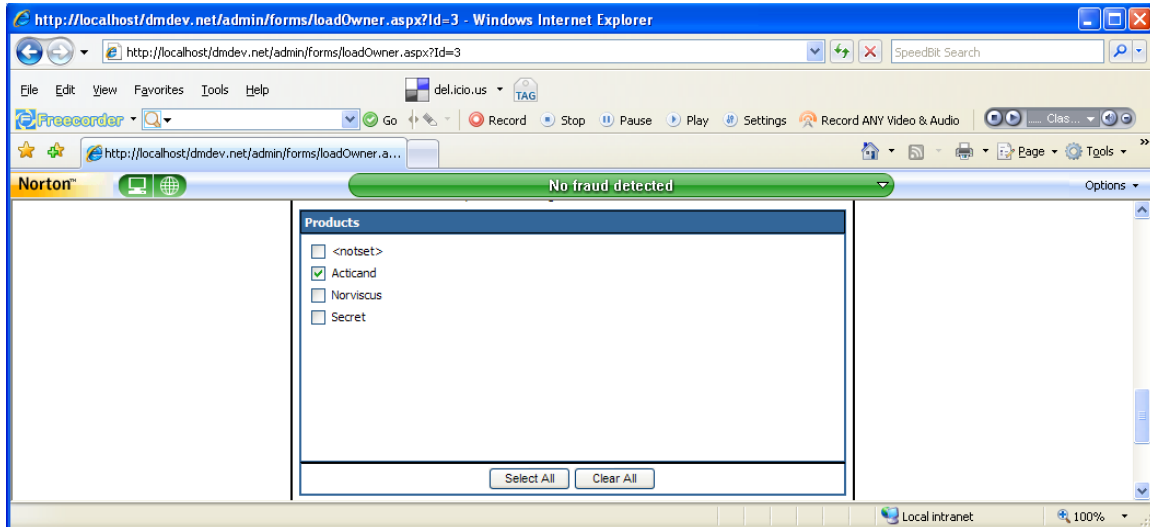 http://localhost/dmdev.net/admin/forms/loadOwner.aspx?Id=3 - Windows Internet Explorer
http://localhost/dmdev.net/admin/forms/loadOwner.aspx?Id=3 SpeedBit Search
File Edit View Favorites Tools Help del.icio.us TAG
Freecorder Go Record Stop Pause Play Settings Record ANY Video & Audio ..... Clas...
http://localhost/dmdev.net/admin/forms/loadOwner.a... Page Tools »
Norton™ No fraud detected Options
Products
<notset>
Acticand
Norviscus
Secret
Select All Clear All
Local intranet 100%